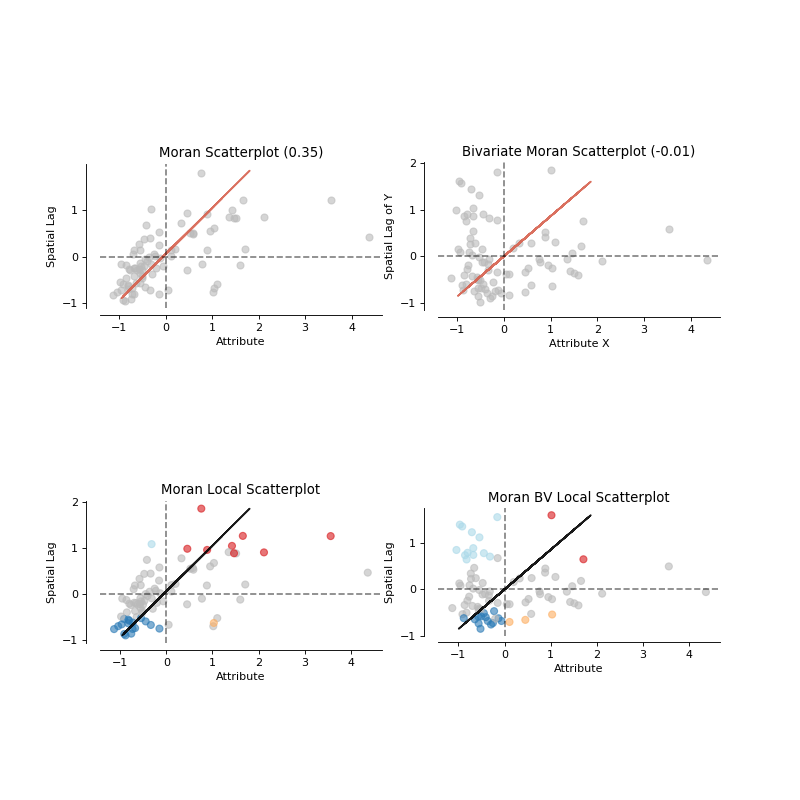 Moran Scatterplot (0.35)
Spatial Lag
1
0
−1
−1 0 1 2 3 4
Attribute
Bivariate Moran Scatterplot (-0.01)
Spatial Lag of Y
2
1
0
−1
−1 0 1 2 3 4
Attribute X
Moran Local Scatterplot
Spatial Lag
2
1
0
−1
−1 0 1 2 3 4
Attribute
Moran BV Local Scatterplot
Spatial Lag
1
0
−1
−1 0 1 2 3 4
Attribute